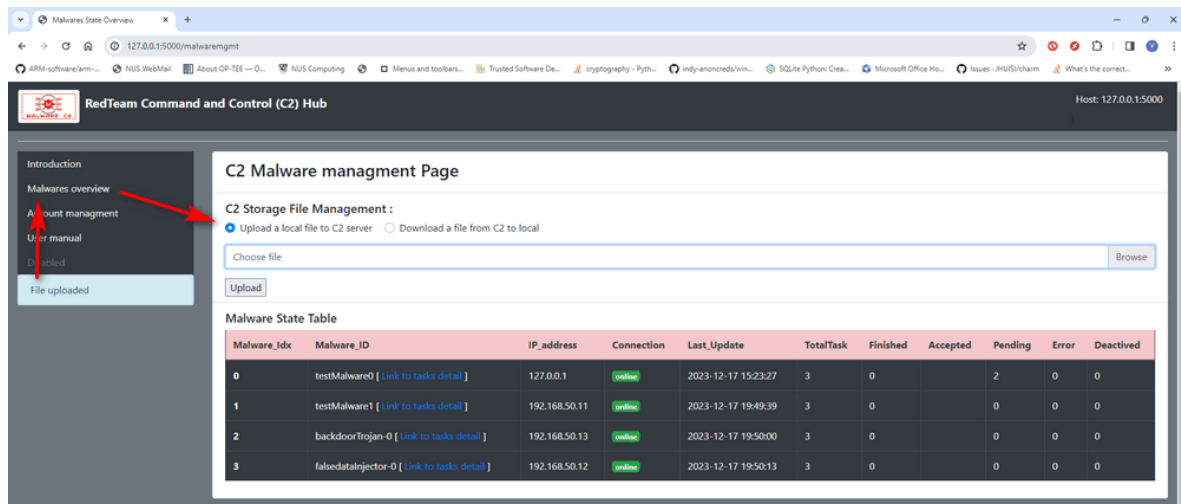 Malwares State Overview
127.0.0.1:5000/malwaremgmt
ARM-software/arm-... NUS WebMail About OP-TEE — O... NUS Computing Menus and toolbars... Trusted Software De... cryptography - Pyth... indy-anoncreds/win... SQLite Python: Crea... Microsoft Office Ho... Issues · JHUISI/charm What's the correct... »
MALWARE C2
RedTeam Command and Control (C2) Hub
Host: 127.0.0.1:5000
Introduction
Malwares overview
Account managment
User manual
Disabled
File uploaded
C2 Malware managment Page
C2 Storage File Management :
Upload a local file to C2 server Download a file from C2 to local
Choose file Browse
Upload
Malware State Table
Malware_Idx Malware_ID IP_address Connection Last_Update TotalTask Finished Accepted Pending Error Deactived
0 testMalware0 [ Link to tasks detail ] 127.0.0.1 online 2023-12-17 15:23:27 3 0 2 0 0
1 testMalware1 [ Link to tasks detail ] 192.168.50.11 online 2023-12-17 19:49:39 3 0 0 0 0
2 backdoorTrojan-0 [ Link to tasks detail ] 192.168.50.13 online 2023-12-17 19:50:00 3 0 0 0 0
3 falsedataInjector-0 [ Link to tasks detail ] 192.168.50.12 online 2023-12-17 19:50:13 3 0 0 0 0